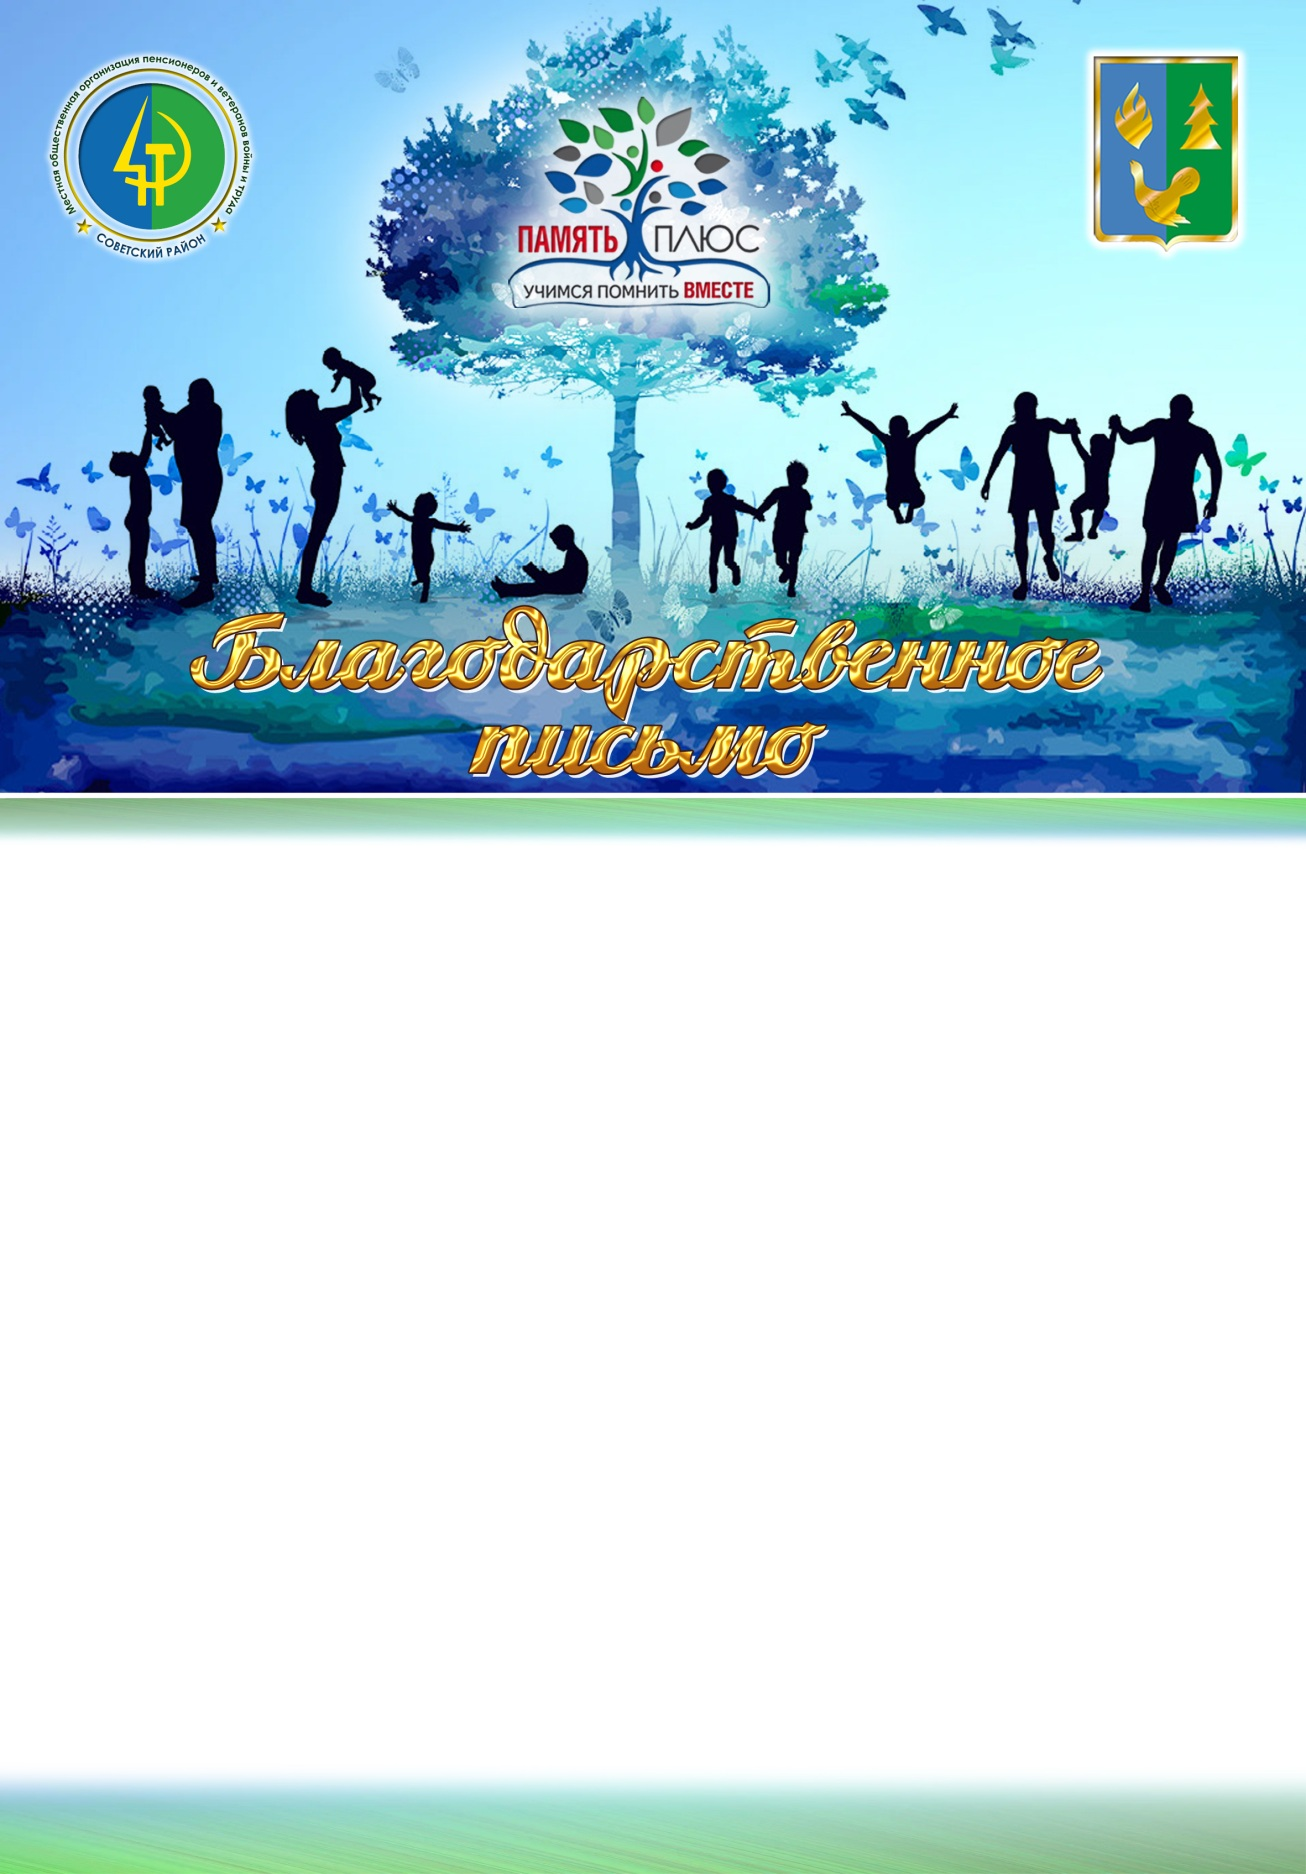 Местная общественная организация пенсионеров и ветеранов войны и труда
СОВЕТСКИЙ РАЙОН
ПАМЯТЬ ПЛЮС
УЧИМСЯ ПОМНИТЬ ВМЕСТЕ
Благодарственное
письмо